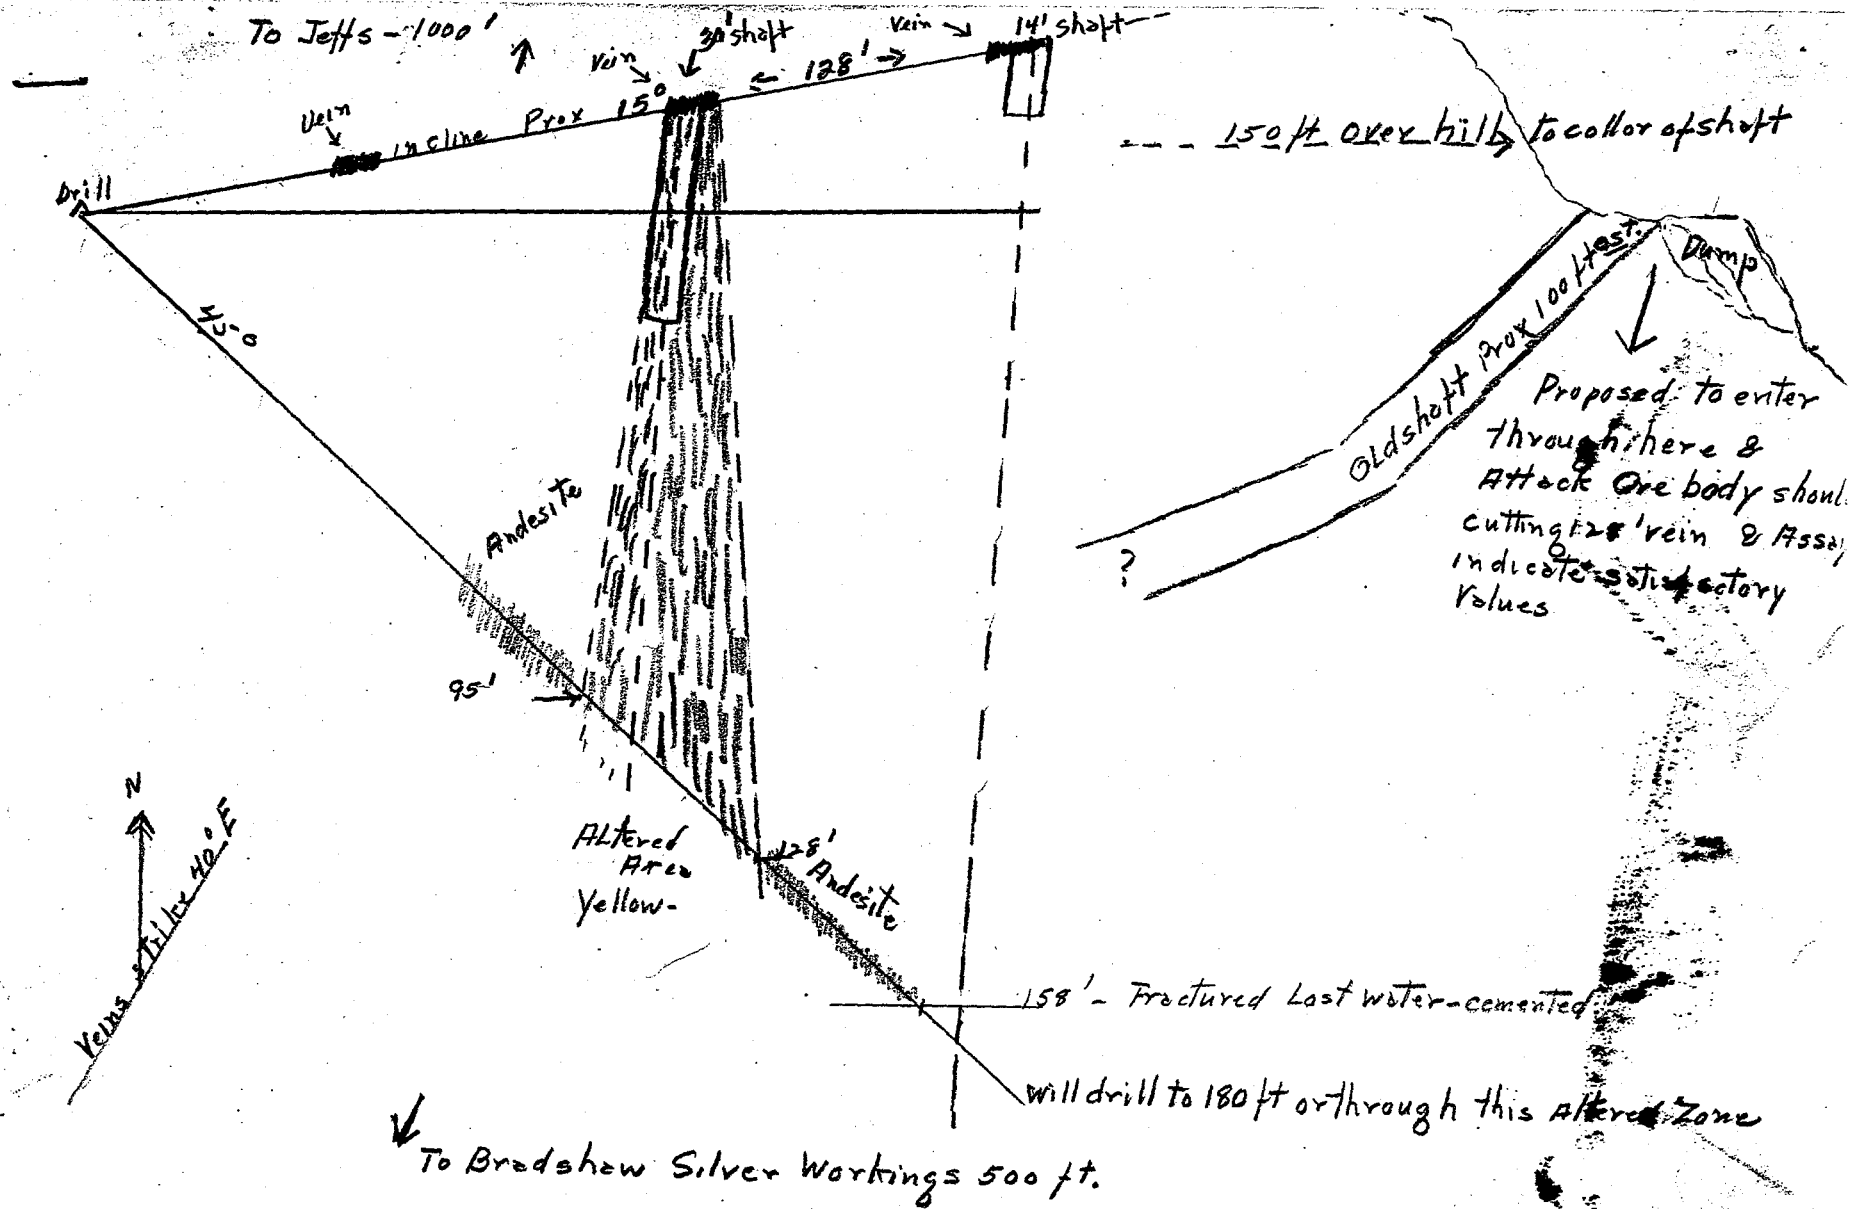 To Jeffs - 1000'
vein
30' shaft
vein
14' shaft
← 128' →
vein
incline Prox 15°
150 ft Over hill to collor of shaft
Drill
45°
Oldshaft Prox 100 ft est.
Dump
Proposed to enter
through here &
Attack Ore body shoul
cutting 128' vein & Assay
indicate satisfactory
Values
?
Andesite
95'
N
Veins strike 40° E
Altered
Area
Yellow-
128'
Andesite
158' - Fractured Lost water-cemented
will drill to 180 ft or through this Altered Zone
To Bradshaw Silver Workings 500 ft.